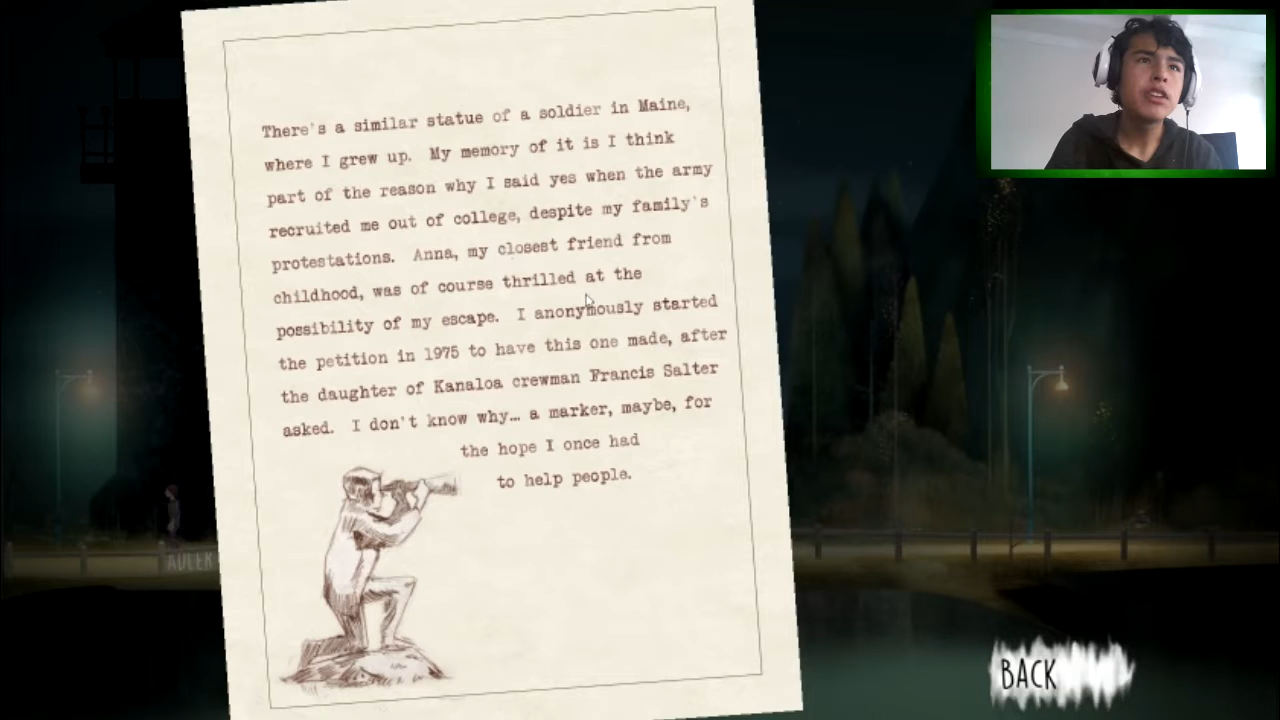 There's a similar statue of a soldier in Maine,
where I grew up. My memory of it is I think
part of the reason why I said yes when the army
recruited me out of college, despite my family's
protestations. Anna, my closest friend from
childhood, was of course thrilled at the
possibility of my escape. I anonymously started
the petition in 1975 to have this one made, after
the daughter of Kanaloa crewman Francis Salter
asked. I don't know why… a marker, maybe, for
the hope I once had
to help people.
ADLER
BACK